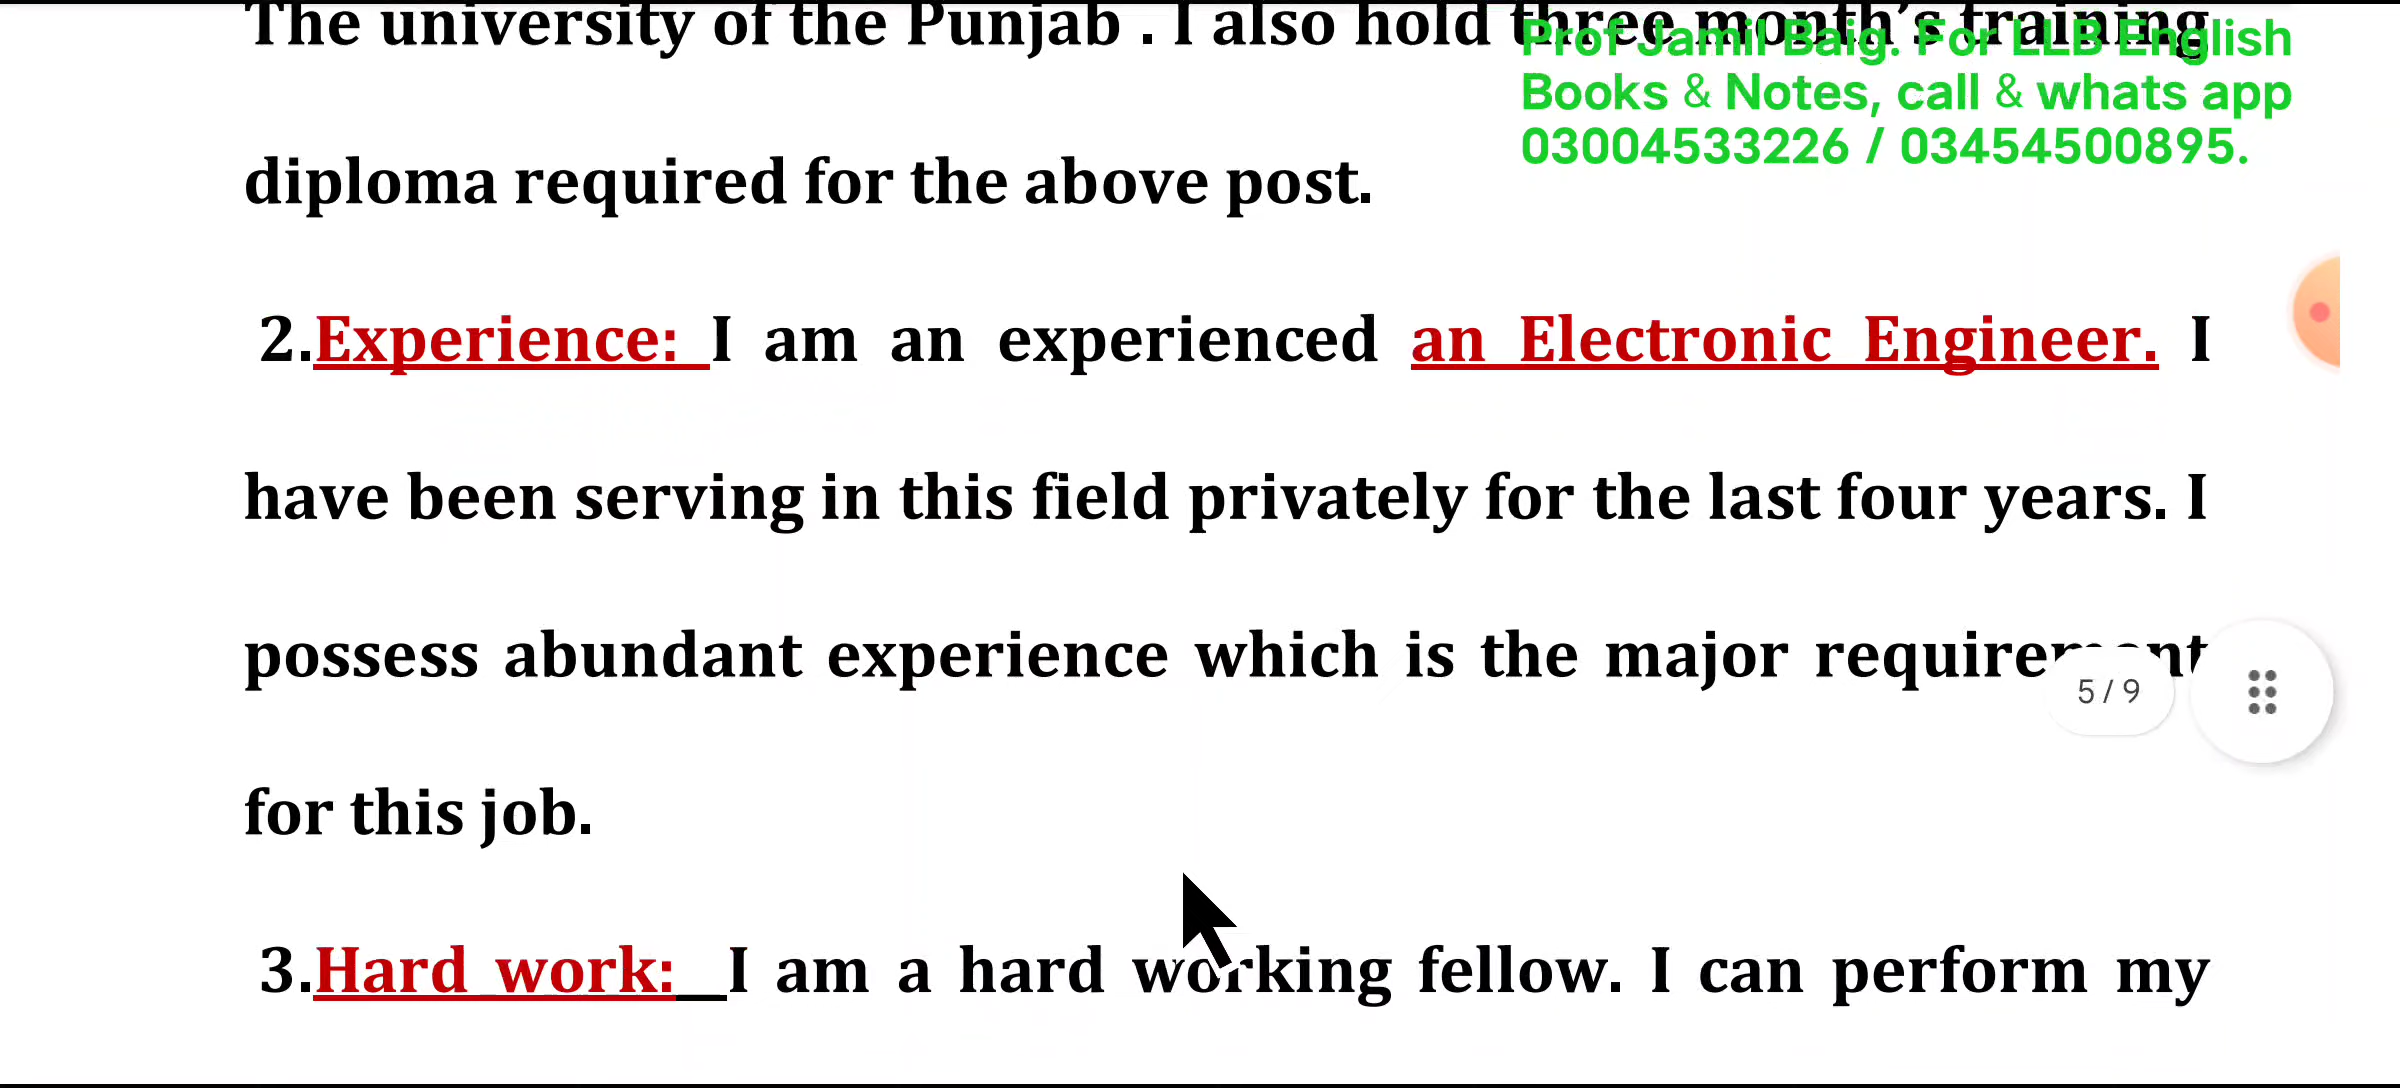 The university of the Punjab . I also hold three month's training
Prof Jamil Baig. For LLB English
Books & Notes, call & whats app
03004533226 / 03454500895.
diploma required for the above post.
2.Experience: I am an experienced an Electronic Engineer. I
have been serving in this field privately for the last four years. I
possess abundant experience which is the major requirement
5 / 9
for this job.
3.Hard work: I am a hard working fellow. I can perform my